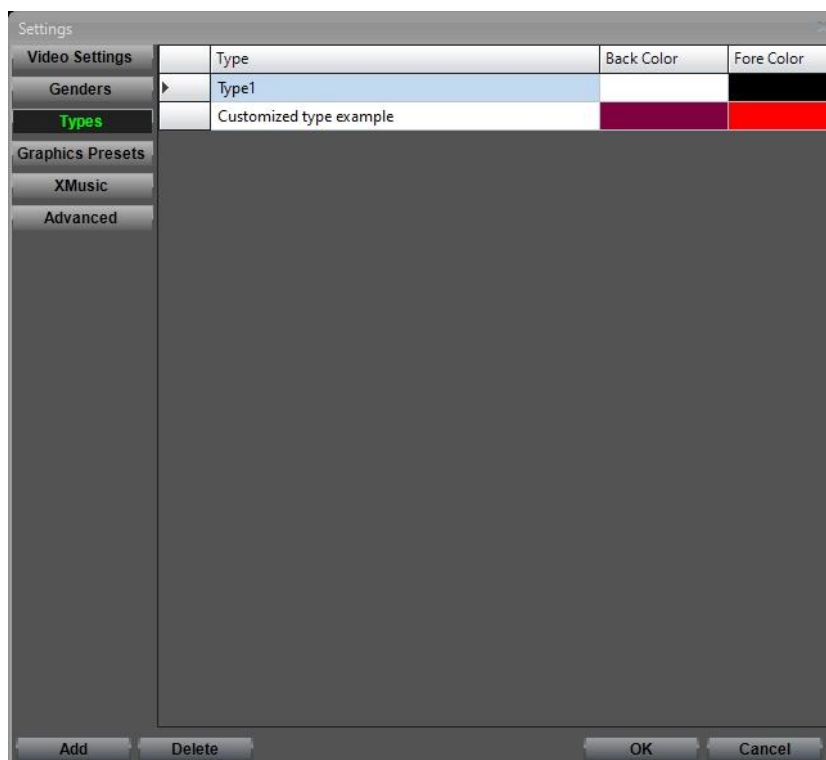 Settings
Video Settings
Genders
Types
Graphics Presets
XMusic
Advanced
Type Back Color Fore Color
Type1
Customized type example
Add Delete OK Cancel